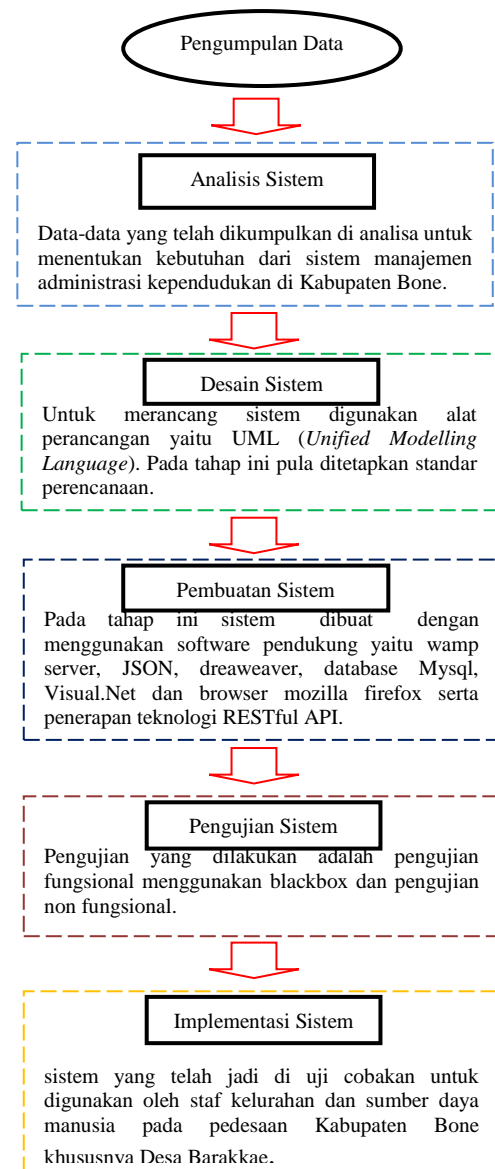 Pengumpulan Data
Analisis Sistem
Data-data yang telah dikumpulkan di analisa untuk
menentukan kebutuhan dari sistem manajemen
administrasi kependudukan di Kabupaten Bone.
Desain Sistem
Untuk merancang sistem digunakan alat
perancangan yaitu UML (Unified Modelling
Language). Pada tahap ini pula ditetapkan standar
perencanaan.
Pembuatan Sistem
Pada tahap ini sistem dibuat dengan
menggunakan software pendukung yaitu wamp
server, JSON, dreaweaver, database Mysql,
Visual.Net dan browser mozilla firefox serta
penerapan teknologi RESTful API.
Pengujian Sistem
Pengujian yang dilakukan adalah pengujian
fungsional menggunakan blackbox dan pengujian
non fungsional.
Implementasi Sistem
sistem yang telah jadi di uji cobakan untuk
digunakan oleh staf kelurahan dan sumber daya
manusia pada pedesaan Kabupaten Bone
khususnya Desa Barakkae.